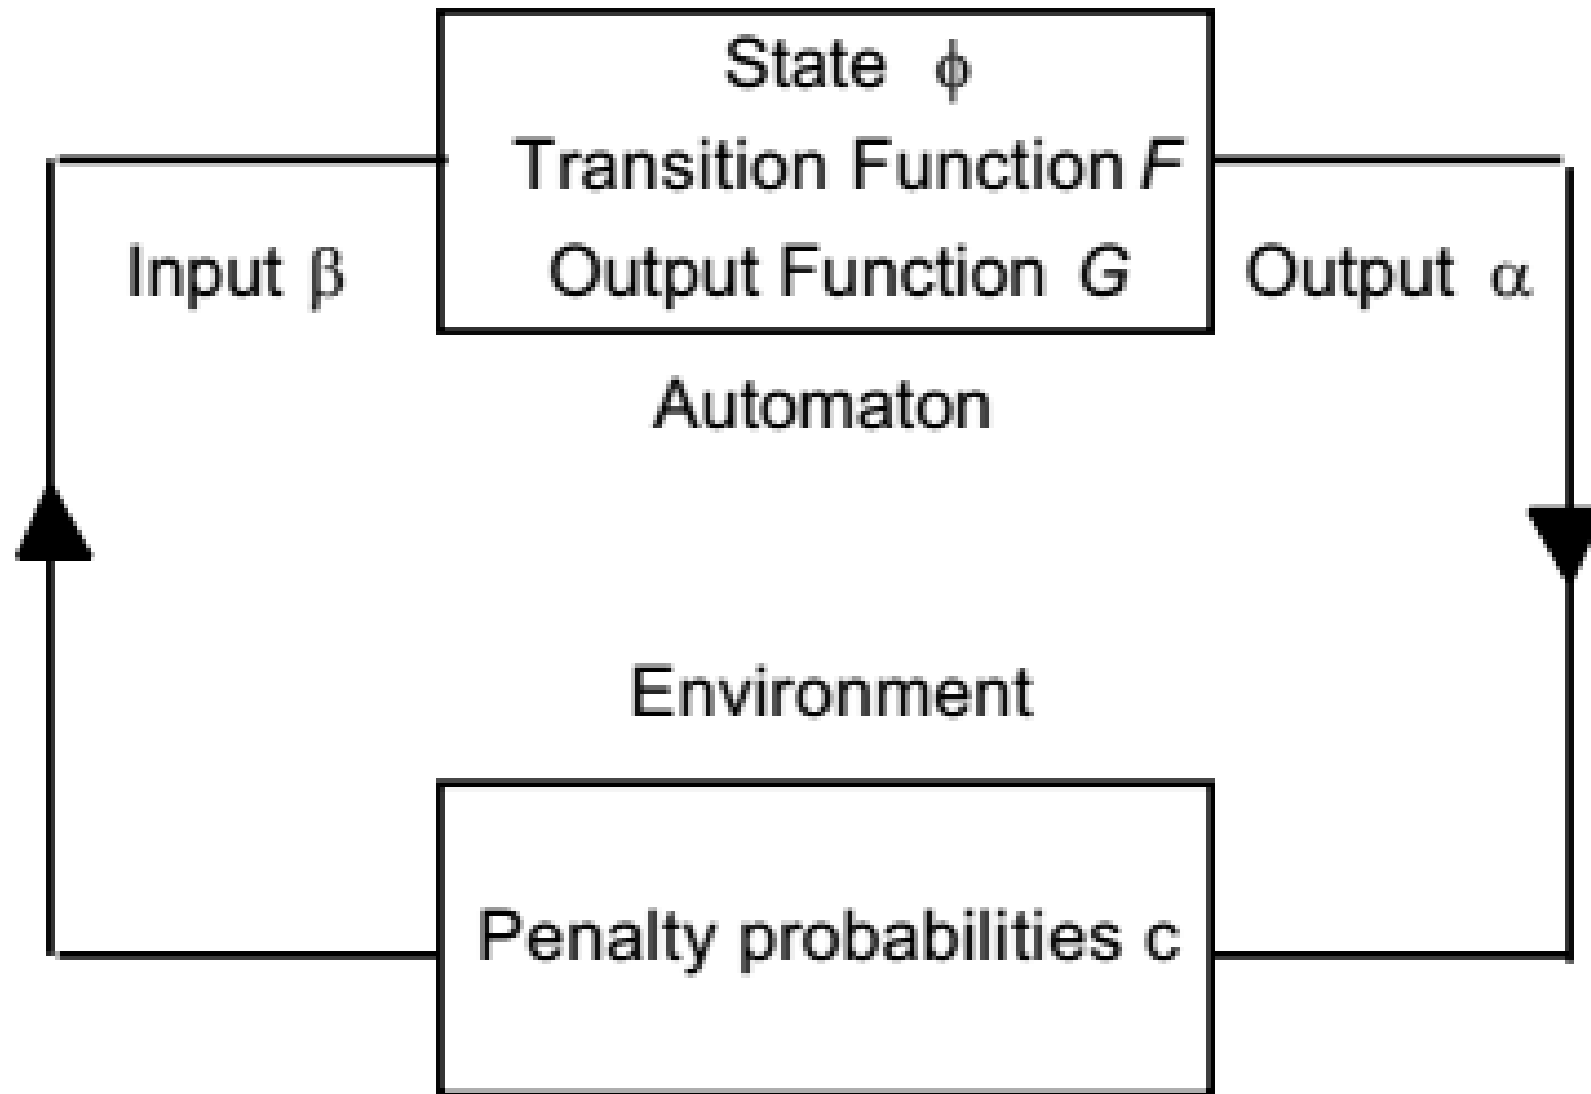 State ϕ
Transition Function F
Output Function G
Input β
Output α
Automaton
Environment
Penalty probabilities c